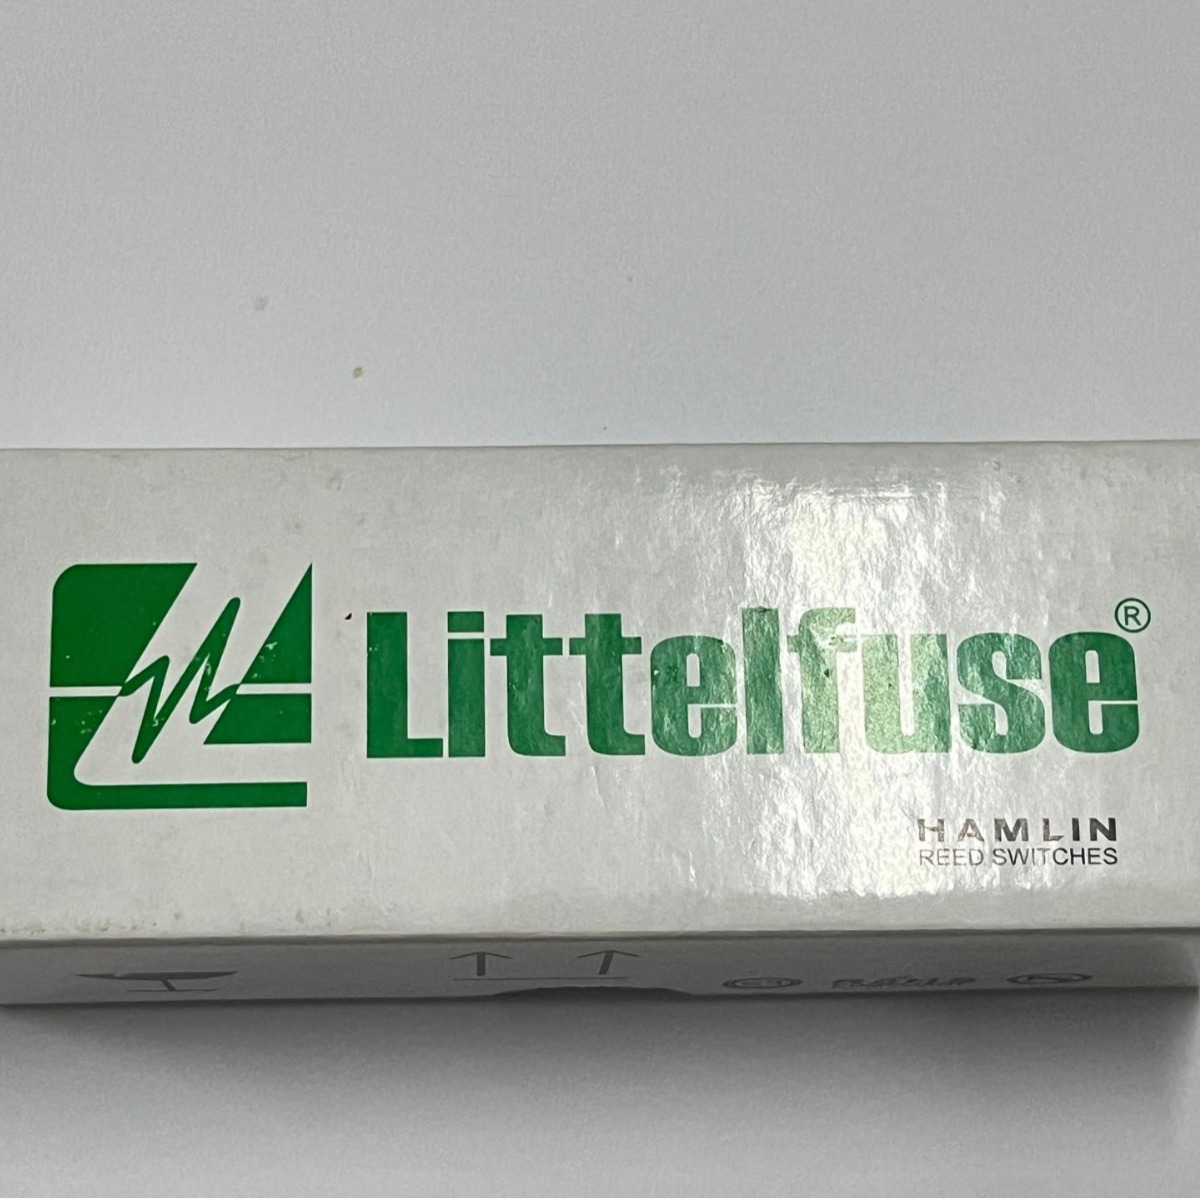 Littelfuse®
HAMLIN
REED SWITCHES